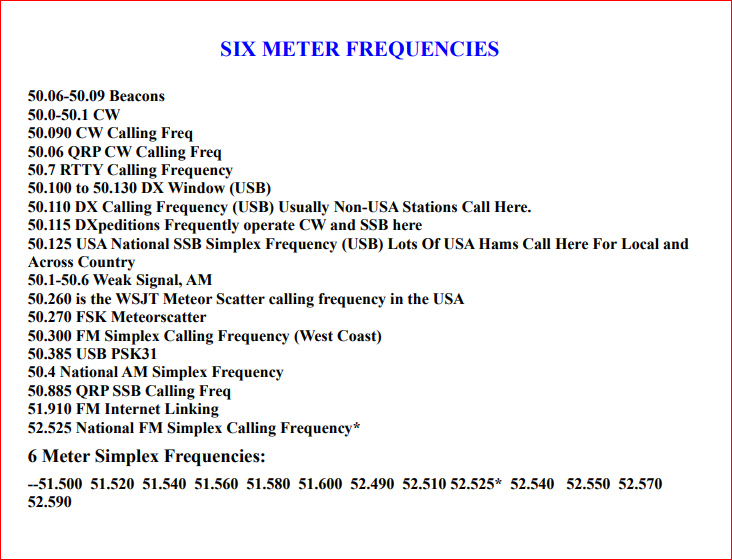 SIX METER FREQUENCIES
50.06-50.09 Beacons
50.0-50.1 CW
50.090 CW Calling Freq
50.06 QRP CW Calling Freq
50.7 RTTY Calling Frequency
50.100 to 50.130 DX Window (USB)
50.110 DX Calling Frequency (USB) Usually Non-USA Stations Call Here.
50.115 DXpeditions Frequently operate CW and SSB here
50.125 USA National SSB Simplex Frequency (USB) Lots Of USA Hams Call Here For Local and
Across Country
50.1-50.6 Weak Signal, AM
50.260 is the WSJT Meteor Scatter calling frequency in the USA
50.270 FSK Meteorscatter
50.300 FM Simplex Calling Frequency (West Coast)
50.385 USB PSK31
50.4 National AM Simplex Frequency
50.885 QRP SSB Calling Freq
51.910 FM Internet Linking
52.525 National FM Simplex Calling Frequency*
6 Meter Simplex Frequencies:
--51.500 51.520 51.540 51.560 51.580 51.600 52.490 52.510 52.525* 52.540 52.550 52.570
52.590